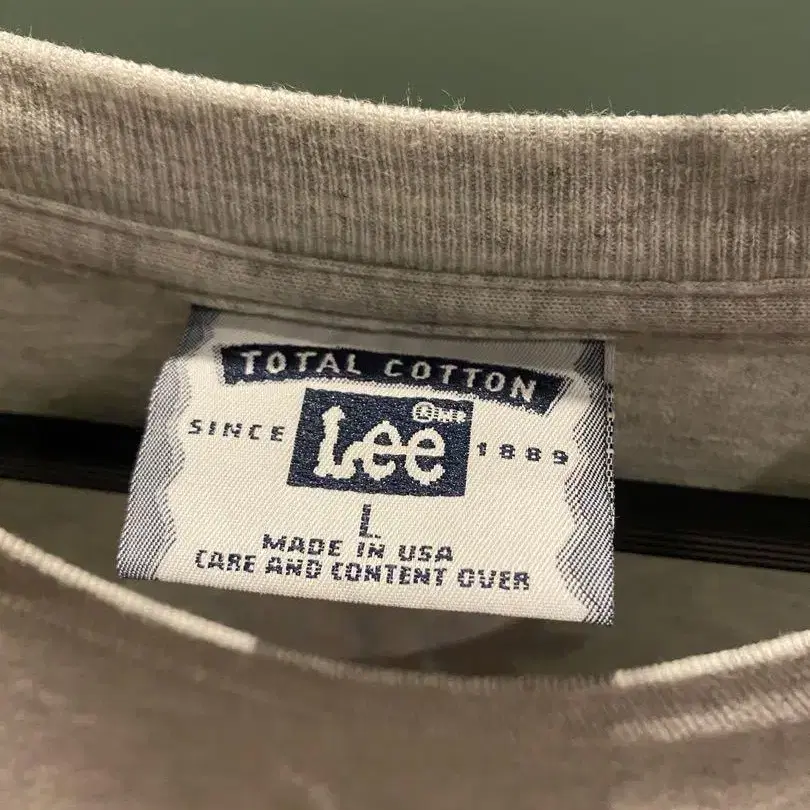 TOTAL COTTON
SINCE Lee 1889
L
MADE IN USA
CARE AND CONTENT OVER